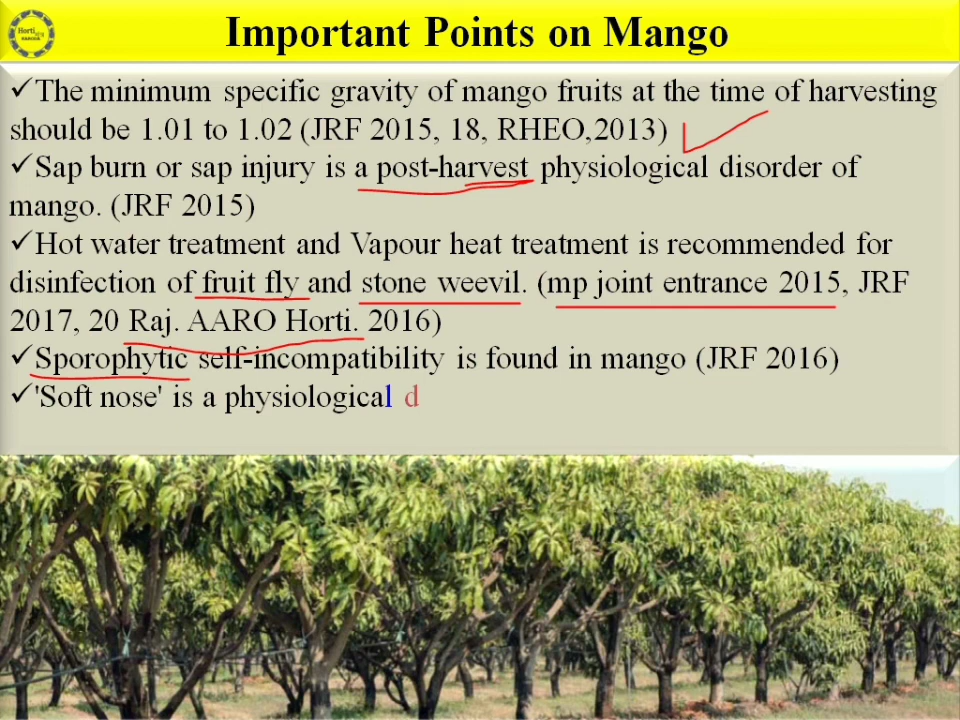 Important Points on Mango
✓The minimum specific gravity of mango fruits at the time of harvesting
should be 1.01 to 1.02 (JRF 2015, 18, RHEO,2013)
✓Sap burn or sap injury is a post-harvest physiological disorder of
mango. (JRF 2015)
✓Hot water treatment and Vapour heat treatment is recommended for
disinfection of fruit fly and stone weevil. (mp joint entrance 2015, JRF
2017, 20 Raj. AARO Horti. 2016)
✓Sporophytic self-incompatibility is found in mango (JRF 2016)
✓'Soft nose' is a physiological d